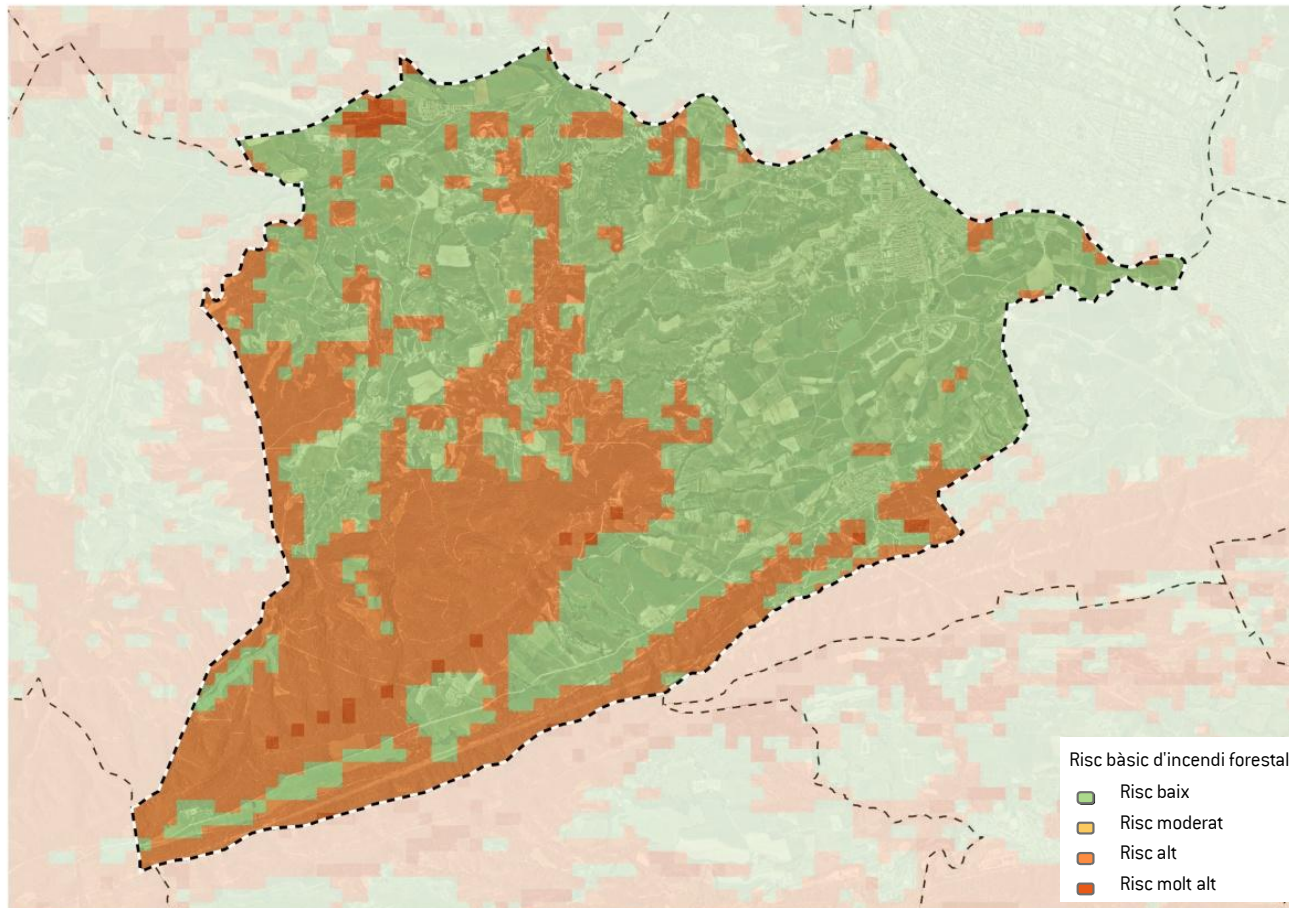 Risc bàsic d'incendi forestal
Risc baix
Risc moderat
Risc alt
Risc molt alt